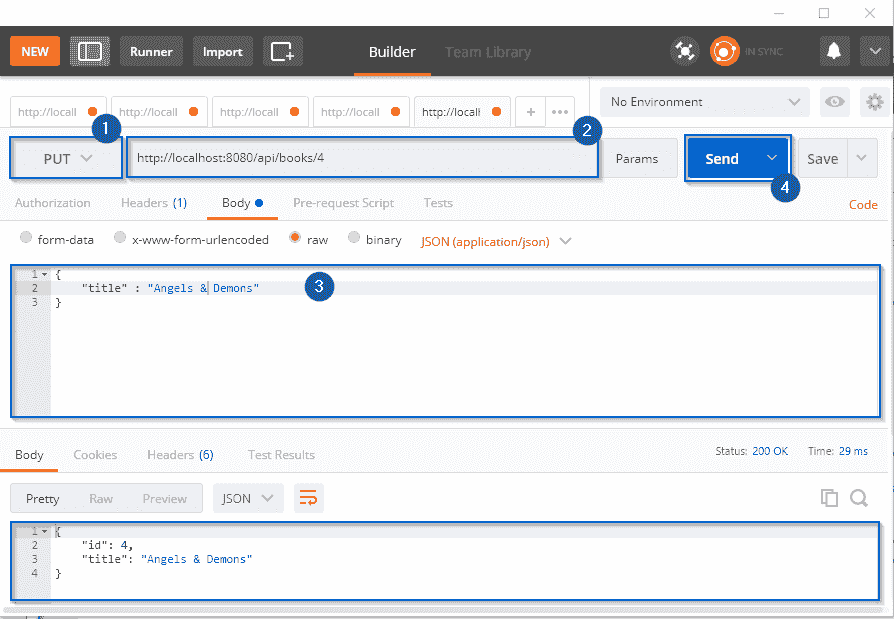 NEW Runner Import Builder Team Library IN SYNC
http://locall http://locall http://locall http://locall http://locall + ••• No Environment
1 2
PUT http://localhost:8080/api/books/4 Params Send Save
4
Authorization Headers (1) Body Pre-request Script Tests Code
form-data x-www-form-urlencoded raw binary JSON (application/json)
1 {
2 "title" : "Angels & Demons" 3
3 }
Body Cookies Headers (6) Test Results Status: 200 OK Time: 29 ms
Pretty Raw Preview JSON
1 {
2 "id": 4,
3 "title": "Angels & Demons"
4 }